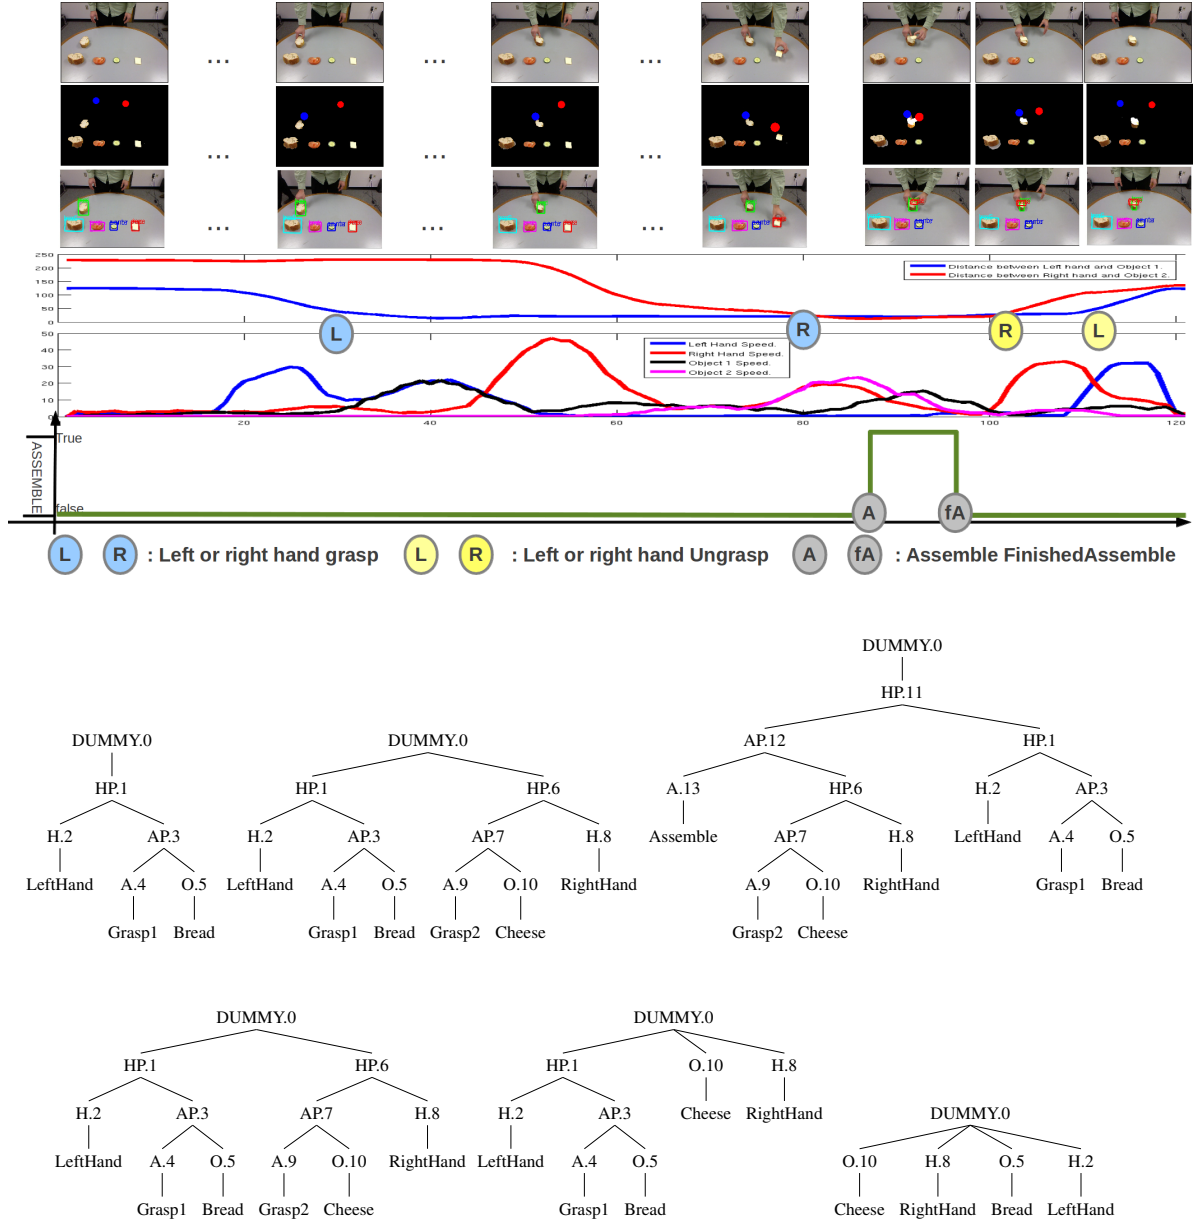 ... ... ...
... ... ...
... ... ...
250
200
150
100
50
0
Distance between Left hand and Object 1.
Distance between Right hand and Object 2.
L R R L
50
40
30
20
10
0
Left Hand Speed.
Right Hand Speed.
Object 1 Speed.
Object 2 Speed.
20 40 60 80 100 120
ASSEMBLE
True
false
A fA
L R : Left or right hand grasp L R : Left or right hand Ungrasp A fA : Assemble FinishedAssemble
DUMMY.0
HP.1
H.2 AP.3
LeftHand A.4 O.5
Grasp1 Bread
DUMMY.0
HP.1 HP.6
H.2 AP.3 AP.7 H.8
LeftHand A.4 O.5 A.9 O.10 RightHand
Grasp1 Bread Grasp2 Cheese
DUMMY.0
HP.11
AP.12 HP.1
A.13 HP.6 H.2 AP.3
Assemble AP.7 H.8 LeftHand A.4 O.5
A.9 O.10 RightHand Grasp1 Bread
Grasp2 Cheese
DUMMY.0
HP.1 HP.6
H.2 AP.3 AP.7 H.8
LeftHand A.4 O.5 A.9 O.10 RightHand
Grasp1 Bread Grasp2 Cheese
DUMMY.0
HP.1 O.10 H.8
H.2 AP.3 Cheese RightHand
LeftHand A.4 O.5
Grasp1 Bread
DUMMY.0
O.10 H.8 O.5 H.2
Cheese RightHand Bread LeftHand